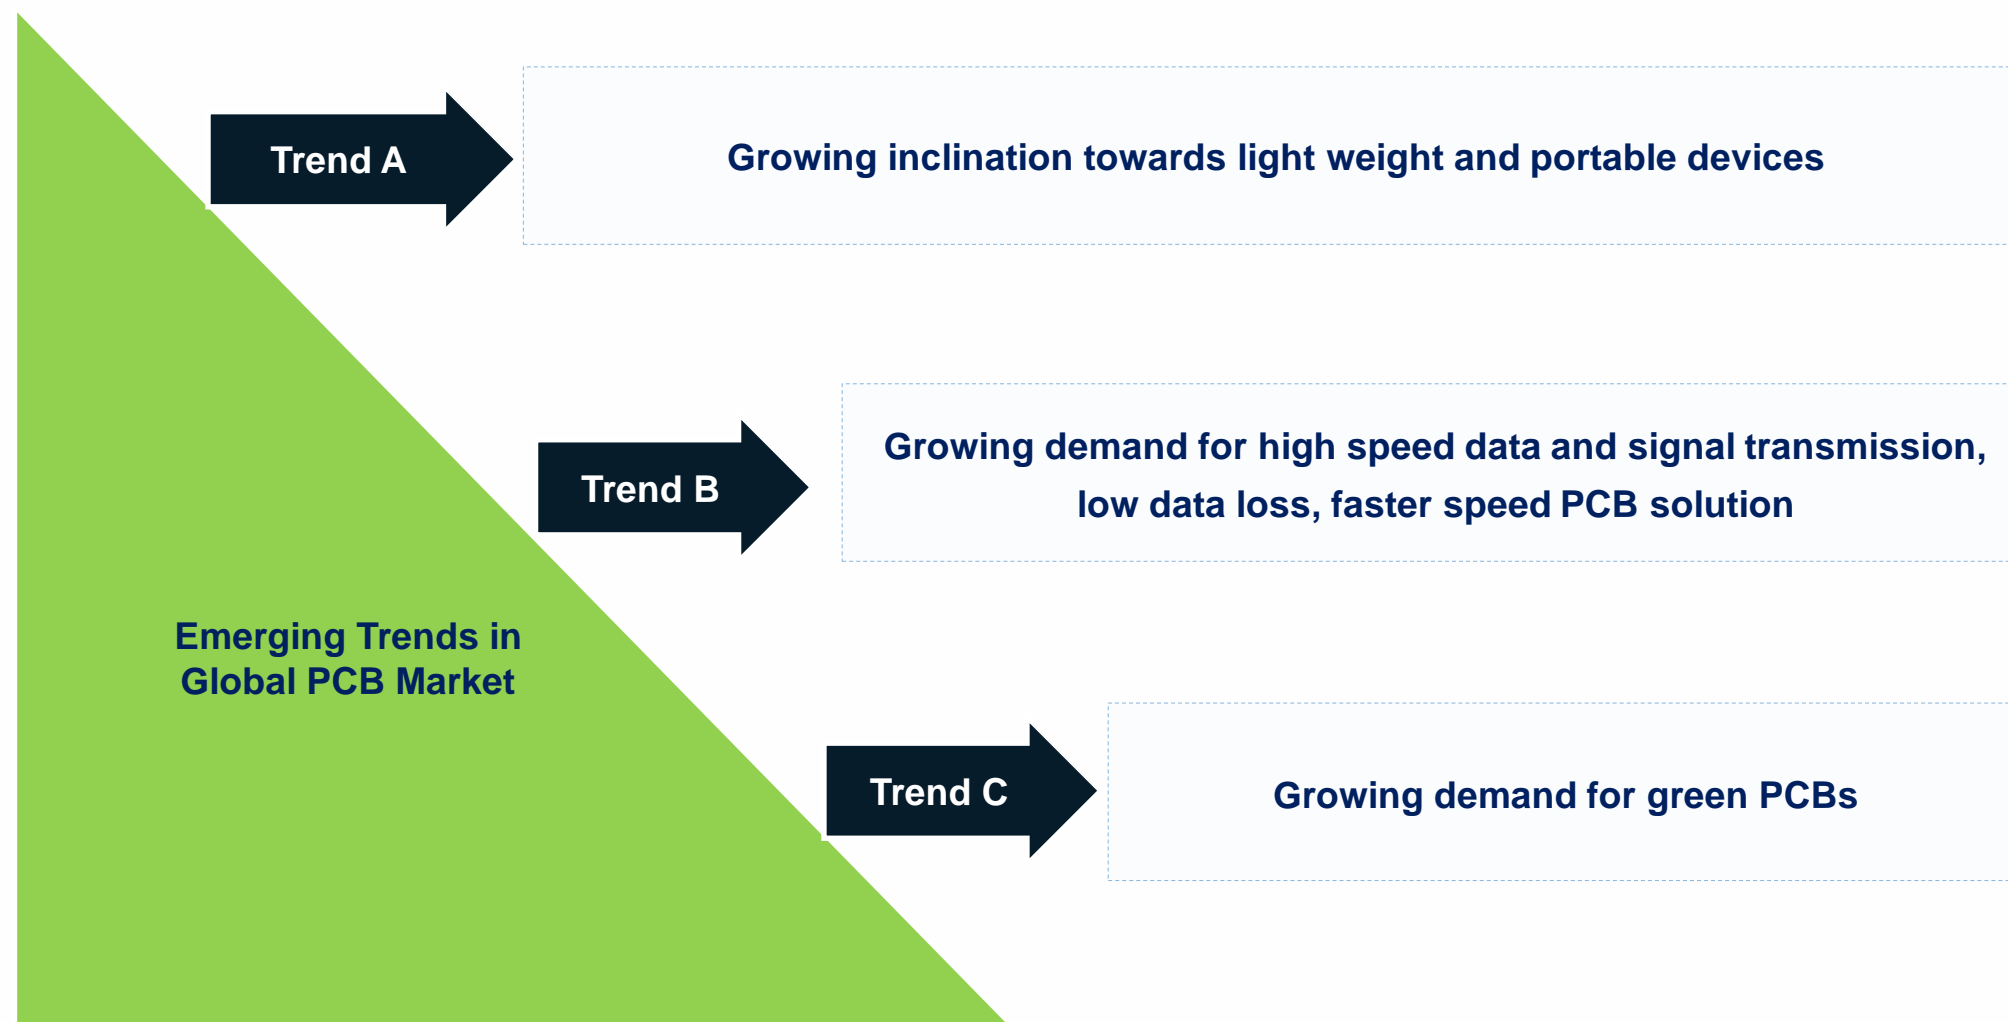 Trend A
Growing inclination towards light weight and portable devices
Trend B
Growing demand for high speed data and signal transmission,
low data loss, faster speed PCB solution
Emerging Trends in
Global PCB Market
Trend C
Growing demand for green PCBs